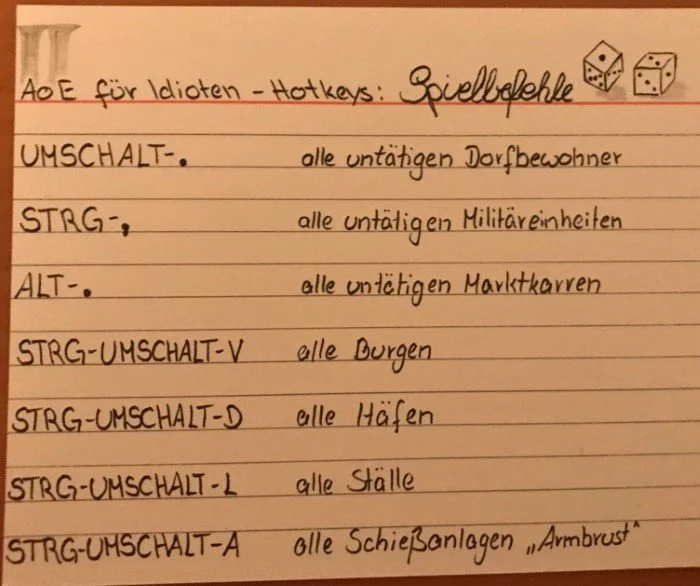 II
AoE für Idioten - Hotkeys: Spielbefehle
UMSCHALT-. alle untätigen Dorfbewohner
STRG-, alle untätigen Militäreinheiten
ALT-. alle untätigen Marktkarren
STRG-UMSCHALT-V alle Burgen
STRG-UMSCHALT-D alle Häfen
STRG-UMSCHALT-L alle Ställe
STRG-UMSCHALT-A alle Schießanlagen „Armbrust"